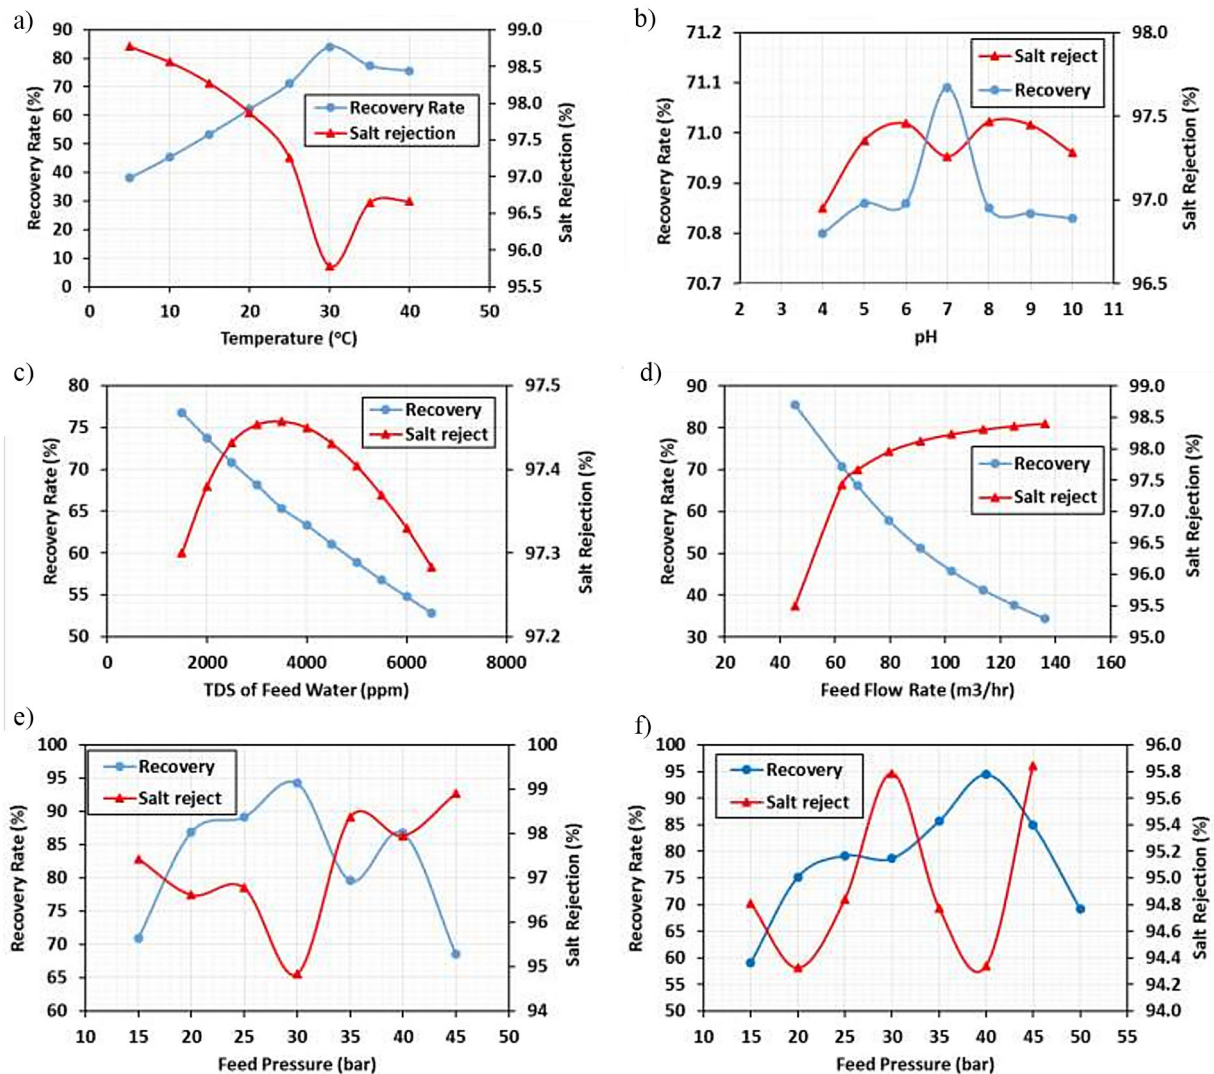 a)
90
80
70
60
50
40
30
20
10
0
Recovery Rate (%)
99.0
98.5
98.0
97.5
97.0
96.5
96.0
95.5
Salt Rejection (%)
Recovery Rate
Salt rejection
0 10 20 30 40 50
Temperature (°C)
b)
71.2
71.1
71.0
70.9
70.8
70.7
Recovery Rate (%)
98.0
97.5
97.0
96.5
Salt Rejection (%)
Salt reject
Recovery
2 3 4 5 6 7 8 9 10 11
pH
c)
80
75
70
65
60
55
50
Recovery Rate (%)
97.5
97.4
97.3
97.2
Salt Rejection (%)
Recovery
Salt reject
0 2000 4000 6000 8000
TDS of Feed Water (ppm)
d)
90
80
70
60
50
40
30
Recovery Rate (%)
99.0
98.5
98.0
97.5
97.0
96.5
96.0
95.5
95.0
Salt Rejection (%)
Recovery
Salt reject
20 40 60 80 100 120 140 160
Feed Flow Rate (m3/hr)
e)
100
95
90
85
80
75
70
65
60
Recovery Rate (%)
100
99
98
97
96
95
94
Salt Rejection (%)
Recovery
Salt reject
10 15 20 25 30 35 40 45 50
Feed Pressure (bar)
f)
100
95
90
85
80
75
70
65
60
55
50
Recovery Rate (%)
96.0
95.8
95.6
95.4
95.2
95.0
94.8
94.6
94.4
94.2
94.0
Salt Rejection (%)
Recovery
Salt reject
10 15 20 25 30 35 40 45 50 55
Feed Pressure (bar)